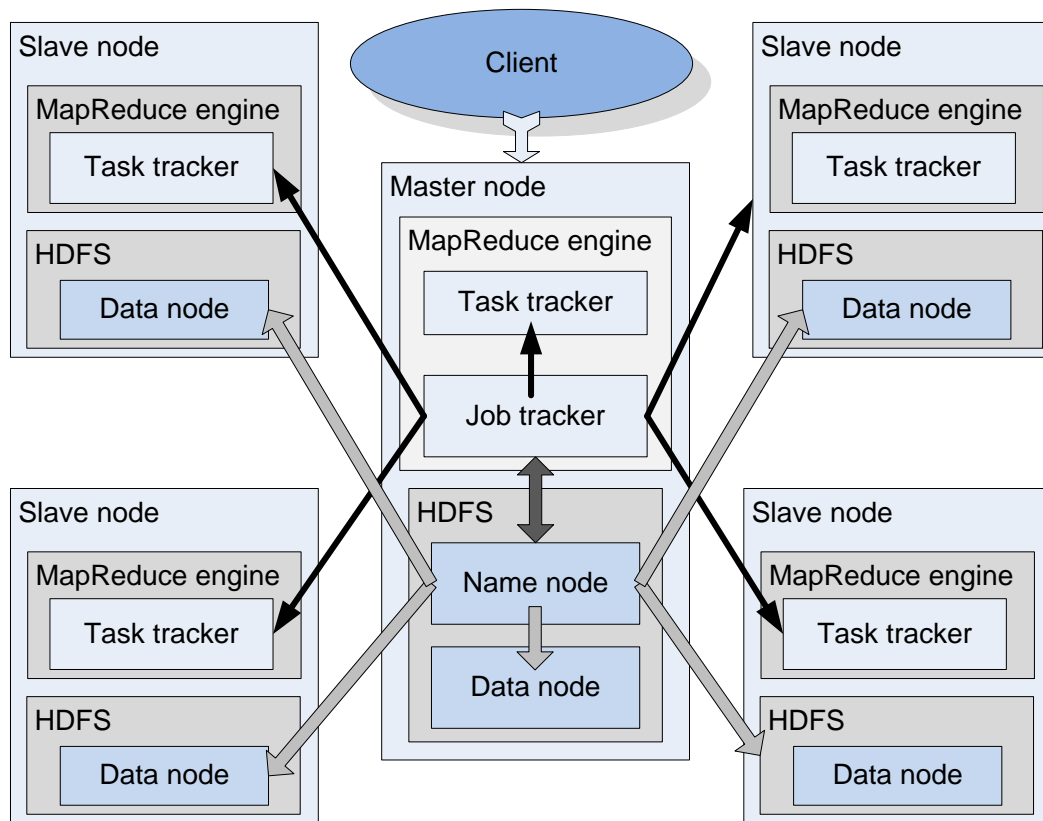 Client
Slave node
MapReduce engine
Task tracker
HDFS
Data node
Master node
MapReduce engine
Task tracker
Job tracker
HDFS
Name node
Data node
Slave node
MapReduce engine
Task tracker
HDFS
Data node
Slave node
MapReduce engine
Task tracker
HDFS
Data node
Slave node
MapReduce engine
Task tracker
HDFS
Data node